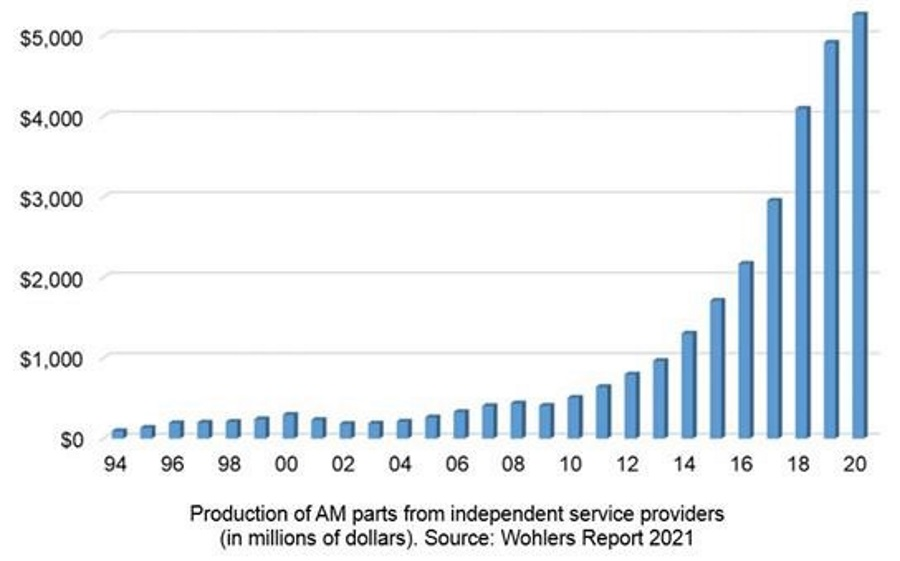 $5,000
$4,000
$3,000
$2,000
$1,000
$0
94 96 98 00 02 04 06 08 10 12 14 16 18 20
Production of AM parts from independent service providers
(in millions of dollars). Source: Wohlers Report 2021